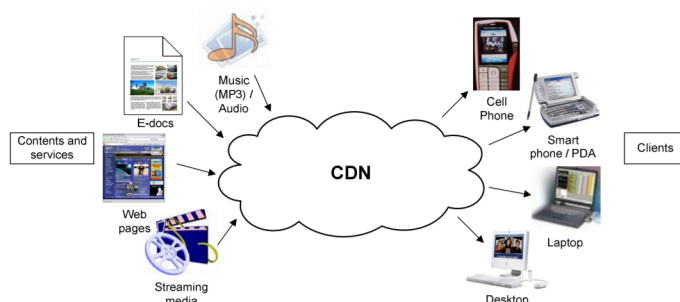 Music
(MP3) /
Audio
E-docs
Cell
Phone
Contents and
services
CDN
Smart
phone / PDA
Clients
Web
pages
Laptop
Streaming
media
Desktop